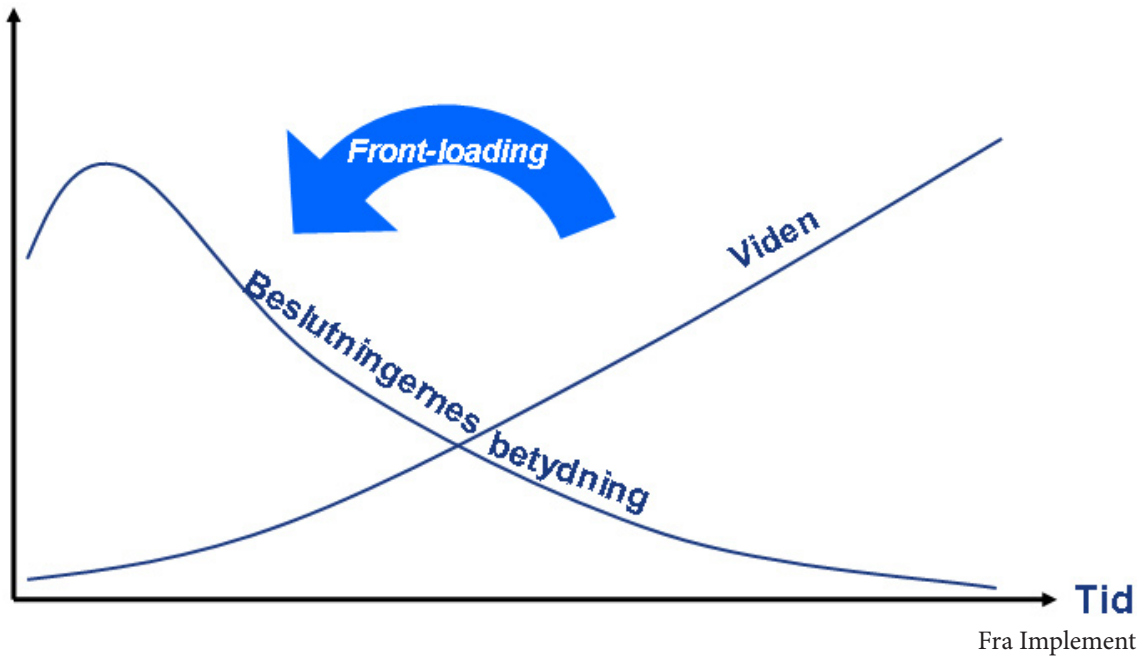 Front-loading
Viden
Beslutningernes betydning
Tid
Fra Implement